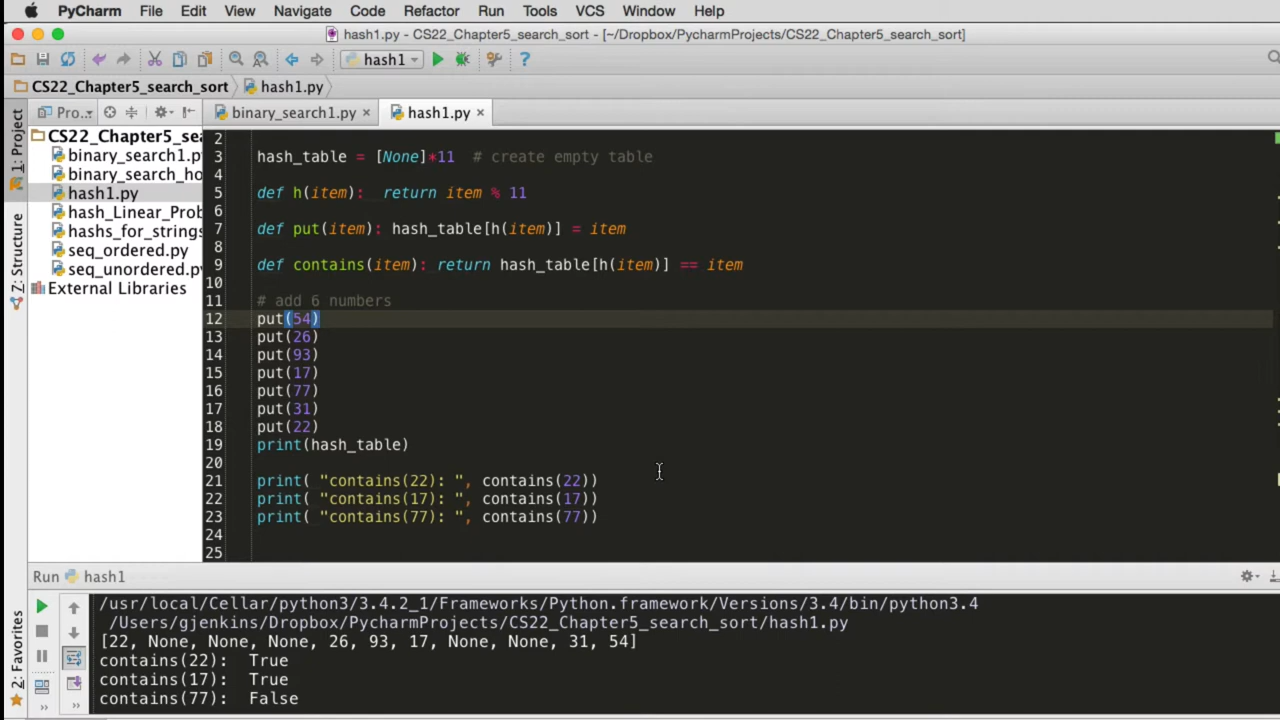 PyCharm File Edit View Navigate Code Refactor Run Tools VCS Window Help
hash1.py - CS22_Chapter5_search_sort - [~/Dropbox/PycharmProjects/CS22_Chapter5_search_sort]
hash1
CS22_Chapter5_search_sort hash1.py
1: Project
7: Structure
2: Favorites
Pro..
CS22_Chapter5_sea
binary_search1.p
binary_search_ho
hash1.py
hash_Linear_Prob
hashs_for_strings
seq_ordered.py
seq_unordered.py
External Libraries
binary_search1.py × hash1.py ×
2
3 hash_table = [None]*11 # create empty table
4
5 def h(item): return item % 11
6
7 def put(item): hash_table[h(item)] = item
8
9 def contains(item): return hash_table[h(item)] == item
10
11 # add 6 numbers
12 put(54)
13 put(26)
14 put(93)
15 put(17)
16 put(77)
17 put(31)
18 put(22)
19 print(hash_table)
20
21 print( "contains(22): ", contains(22))
22 print( "contains(17): ", contains(17))
23 print( "contains(77): ", contains(77))
24
25
Run hash1
/usr/local/Cellar/python3/3.4.2_1/Frameworks/Python.framework/Versions/3.4/bin/python3.4
/Users/gjenkins/Dropbox/PycharmProjects/CS22_Chapter5_search_sort/hash1.py
[22, None, None, None, 26, 93, 17, None, None, 31, 54]
contains(22):  True
contains(17):  True
contains(77):  False